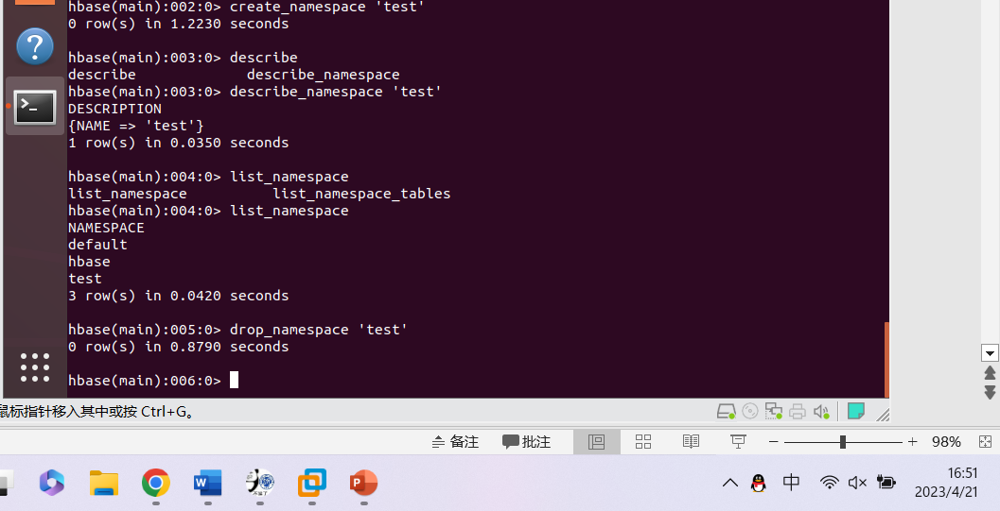 hbase(main):002:0> create_namespace 'test'
0 row(s) in 1.2230 seconds
hbase(main):003:0> describe
describe describe_namespace
hbase(main):003:0> describe_namespace 'test'
DESCRIPTION
{NAME => 'test'}
1 row(s) in 0.0350 seconds
hbase(main):004:0> list_namespace
list_namespace list_namespace_tables
hbase(main):004:0> list_namespace
NAMESPACE
default
hbase
test
3 row(s) in 0.0420 seconds
hbase(main):005:0> drop_namespace 'test'
0 row(s) in 0.8790 seconds
hbase(main):006:0>
鼠标指针移入其中或按 Ctrl+G。
备注 批注 98%
W P 中 16:51
2023/4/21